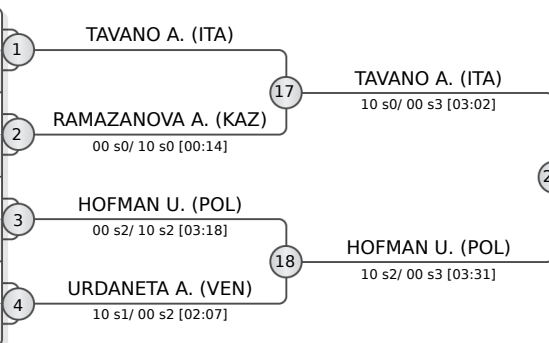 TAVANO A. (ITA)
1
17
TAVANO A. (ITA)
10 s0/ 00 s3 [03:02]
RAMAZANOVA A. (KAZ)
2
00 s0/ 10 s0 [00:14]
HOFMAN U. (POL)
3
00 s2/ 10 s2 [03:18]
18
HOFMAN U. (POL)
10 s2/ 00 s3 [03:31]
URDANETA A. (VEN)
4
10 s1/ 00 s2 [02:07]